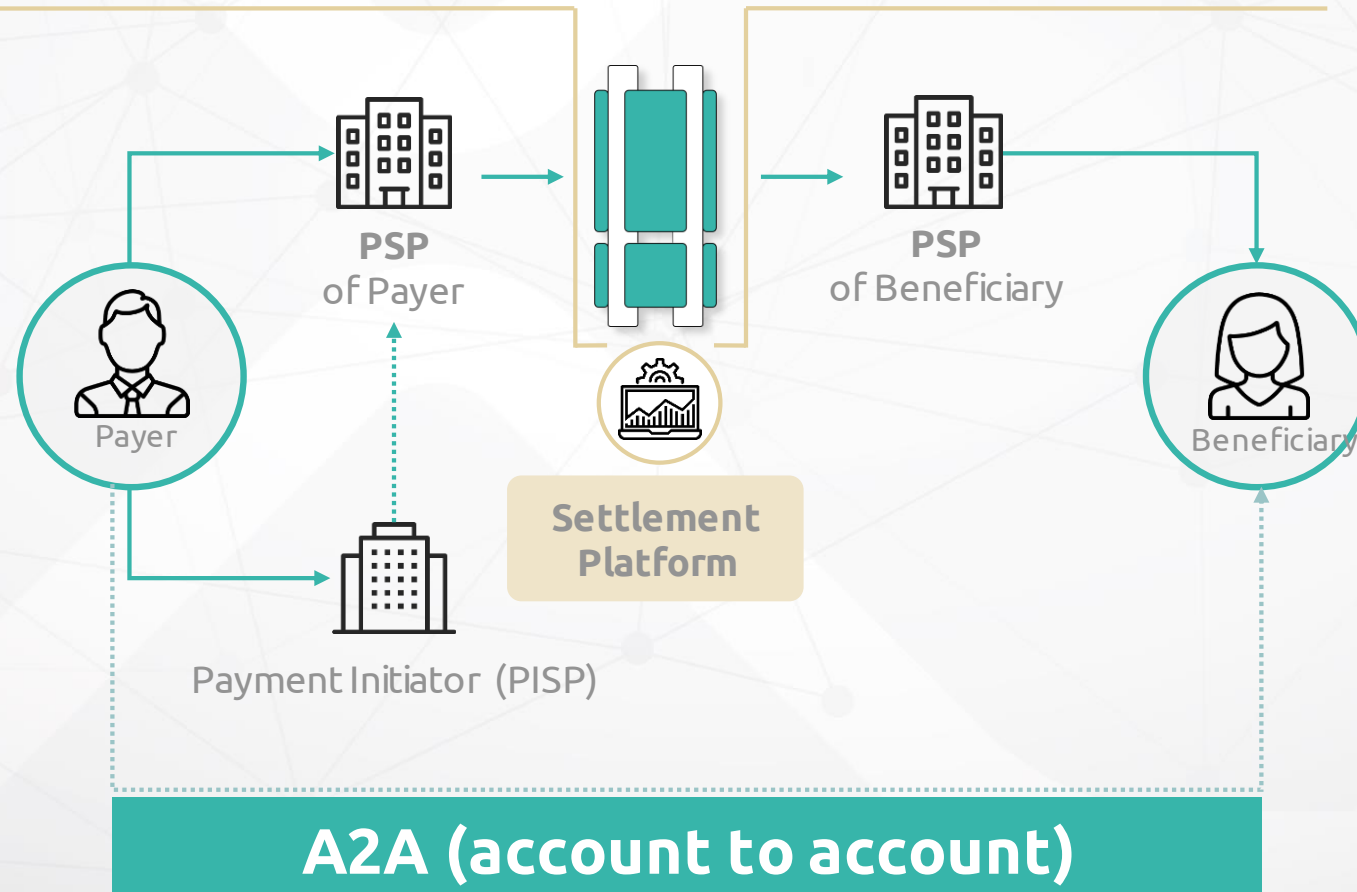 PSP
of Payer
PSP
of Beneficiary
Payer
Beneficiary
Settlement
Platform
Payment Initiator (PISP)
A2A (account to account)